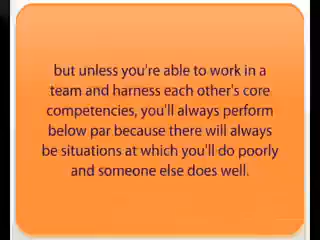 but unless you're able to work in a
team and harness each other's core
competencies, you'll always perform
below par because there will always
be situations at which you'll do poorly
and someone else does well.